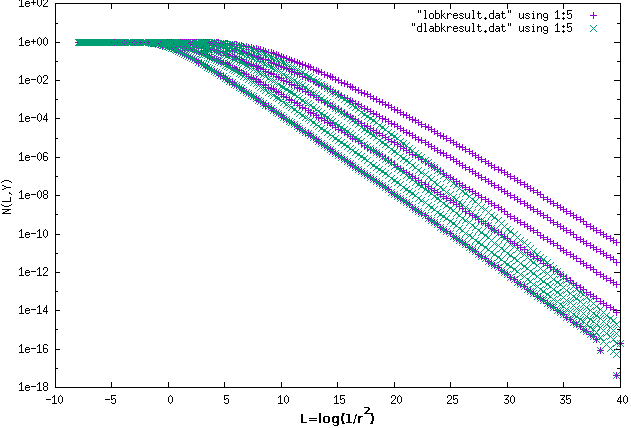 1e+02
1e+00
1e-02
1e-04
1e-06
1e-08
1e-10
1e-12
1e-14
1e-16
1e-18
N(L,Y)
"lobkresult.dat" using 1:5
"dlabkresult.dat" using 1:5
-10 -5 0 5 10 15 20 25 30 35 40
L=log(1/r²)